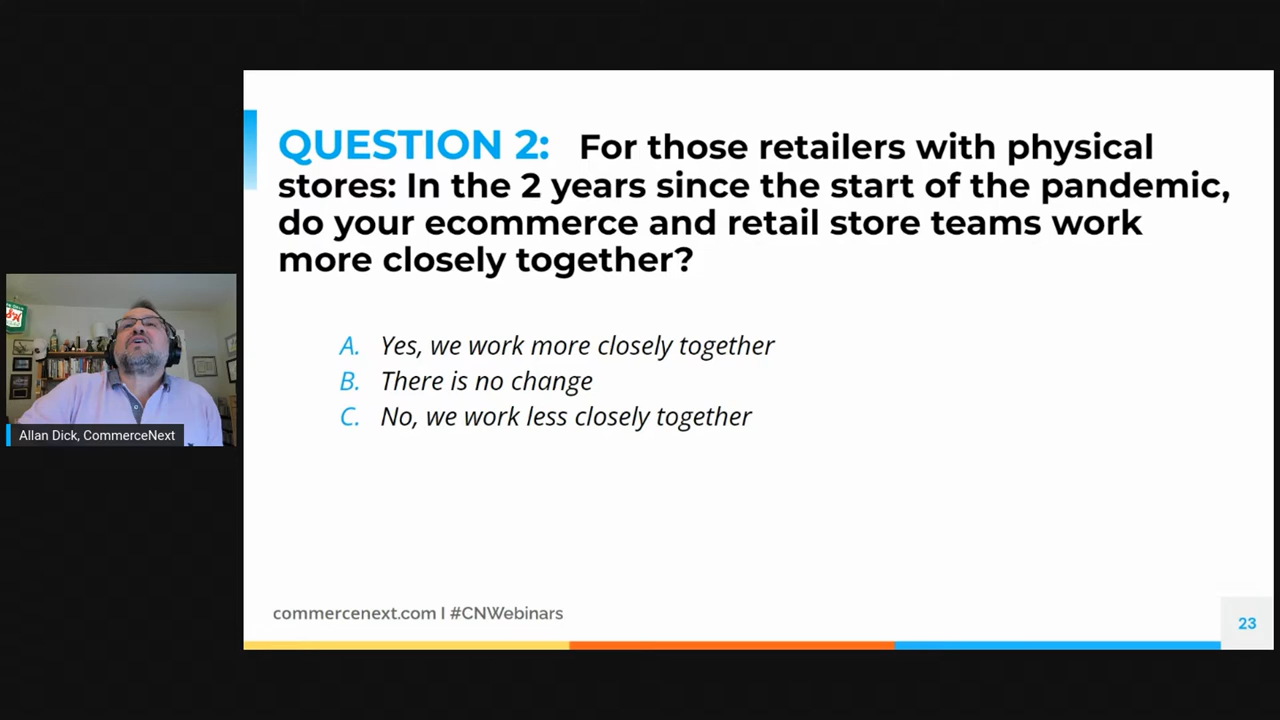 QUESTION 2: For those retailers with physical
stores: In the 2 years since the start of the pandemic,
do your ecommerce and retail store teams work
more closely together?
A. Yes, we work more closely together
B. There is no change
C. No, we work less closely together
Allan Dick, CommerceNext
commercenext.com I #CNWebinars
23